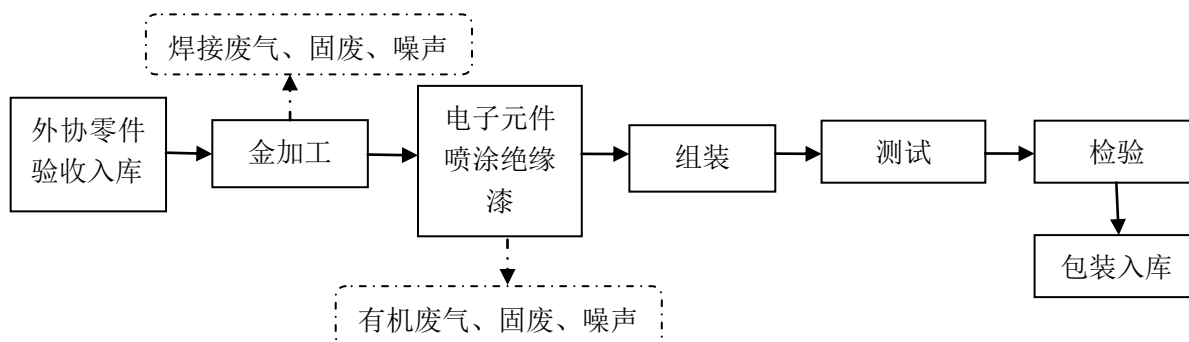 焊接废气、固废、噪声
外协零件
验收入库
金加工
电子元件
喷涂绝缘
漆
组装
测试
检验
包装入库
有机废气、固废、噪声